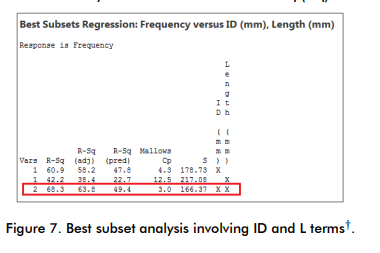 Best Subsets Regression: Frequency versus ID (mm), Length (mm)
Response is Frequency
L
e
n
g
I t
D h
( (
m m
R-Sq R-Sq Mallows m m
Vars R-Sq (adj) (pred) Cp S ) )
1 60.9 58.2 47.8 4.3 178.73 X
1 42.2 38.4 22.7 12.5 217.08 X
2 68.3 63.8 49.4 3.0 166.37 X X
Figure 7. Best subset analysis involving ID and L terms†.